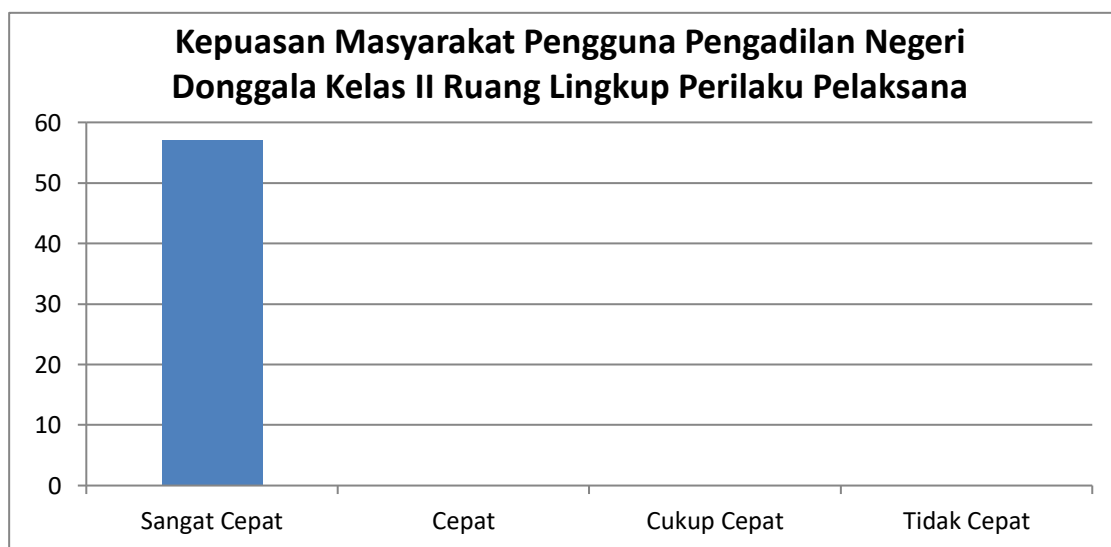 Kepuasan Masyarakat Pengguna Pengadilan Negeri
Donggala Kelas II Ruang Lingkup Perilaku Pelaksana
60
50
40
30
20
10
0
Sangat Cepat
Cepat
Cukup Cepat
Tidak Cepat